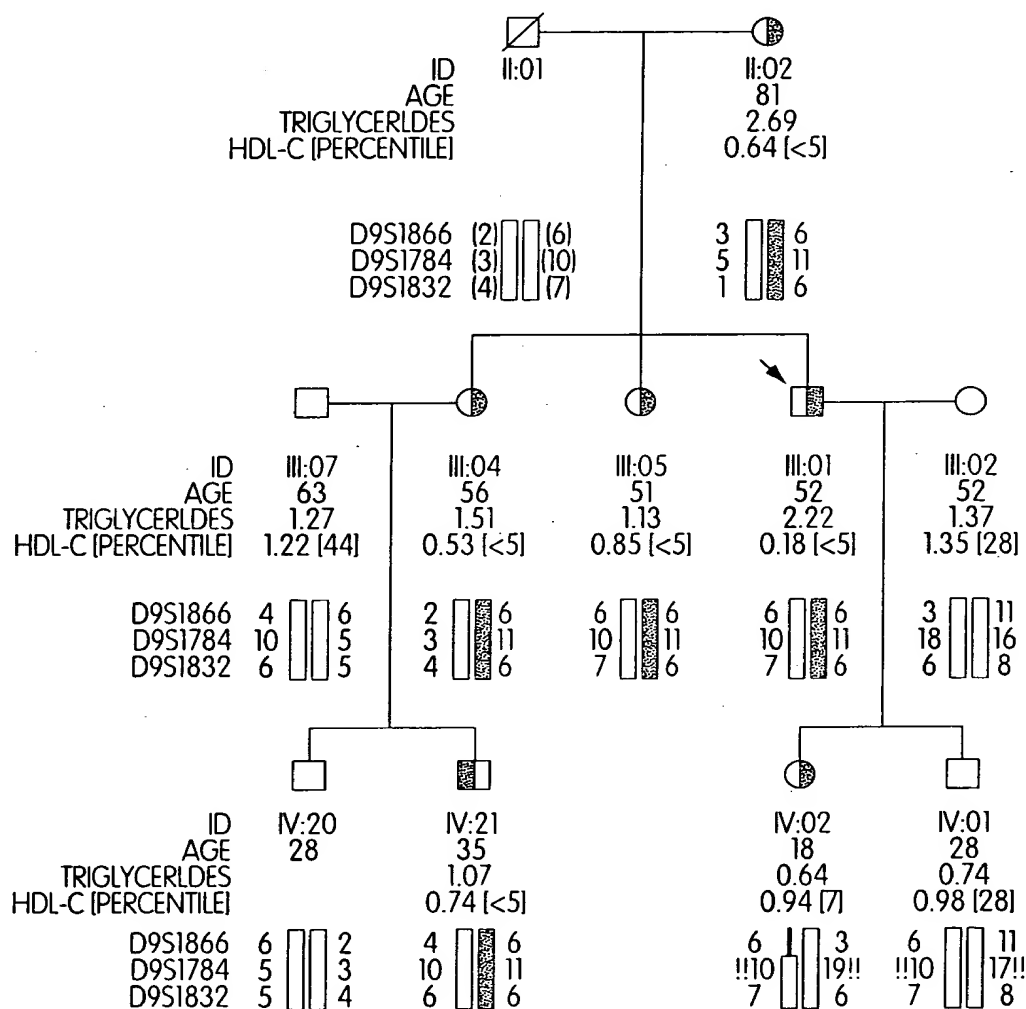 ID II:01 II:02
AGE 81
TRIGLYCERLDES 2.69
HDL-C [PERCENTILE] 0.64 [<5]
D9S1866 (2) (6) 3 6
D9S1784 (3) (10) 5 11
D9S1832 (4) (7) 1 6
ID III:07 III:04 III:05 III:01 III:02
AGE 63 56 51 52 52
TRIGLYCERLDES 1.27 1.51 1.13 2.22 1.37
HDL-C [PERCENTILE] 1.22 [44] 0.53 [<5] 0.85 [<5] 0.18 [<5] 1.35 [28]
D9S1866 4 6 2 6 6 6 6 6 3 11
D9S1784 10 5 3 11 10 11 10 11 18 16
D9S1832 6 5 4 6 7 6 7 6 6 8
ID IV:20 IV:21 IV:02 IV:01
AGE 28 35 18 28
TRIGLYCERLDES 1.07 0.64 0.74
HDL-C [PERCENTILE] 0.74 [<5] 0.94 [7] 0.98 [28]
D9S1866 6 2 4 6 6 3 6 11
D9S1784 5 3 10 11 !!10 19!! !!10 17!!
D9S1832 5 4 6 6 7 6 7 8